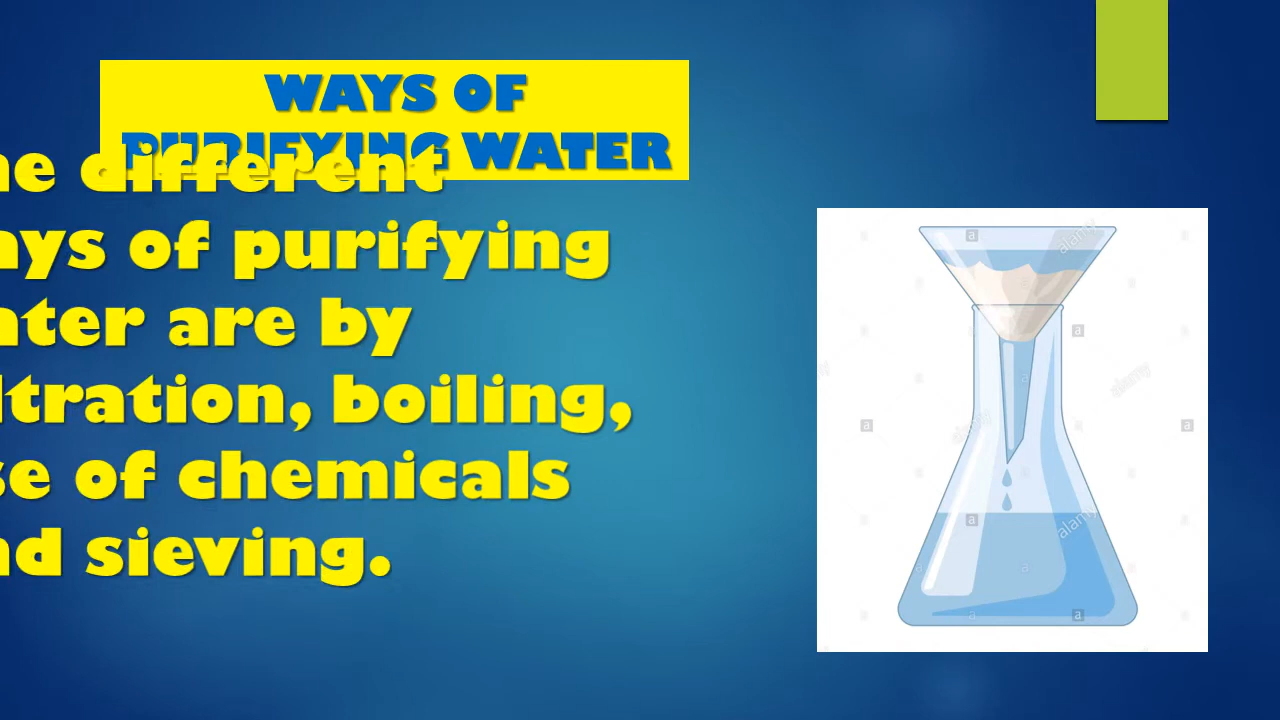 WAYS OF
PURIFYING WATER
he different
ays of purifying
ater are by
ltration, boiling,
se of chemicals
nd sieving.
alamy
a